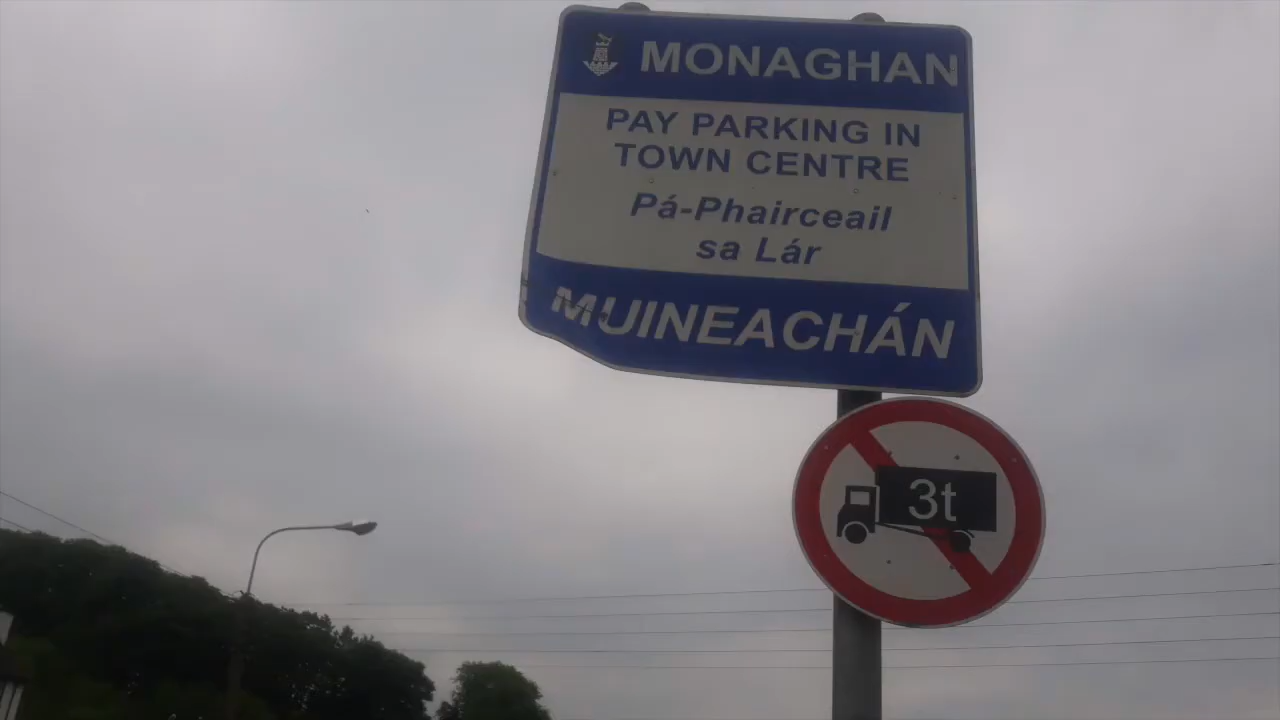 MONAGHAN
PAY PARKING IN
TOWN CENTRE
Pá-Phairceail
sa Lár
MUINEACHÁN
3t